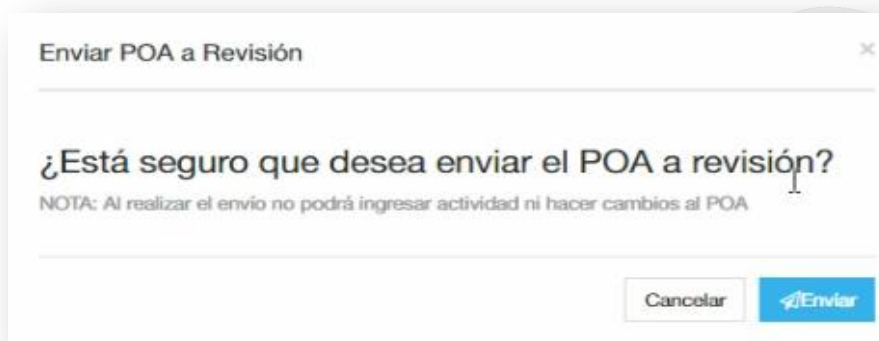 Enviar POA a Revisión
¿Está seguro que desea enviar el POA a revisión?
NOTA: Al realizar el envío no podrá ingresar actividad ni hacer cambios al POA
Cancelar
Enviar